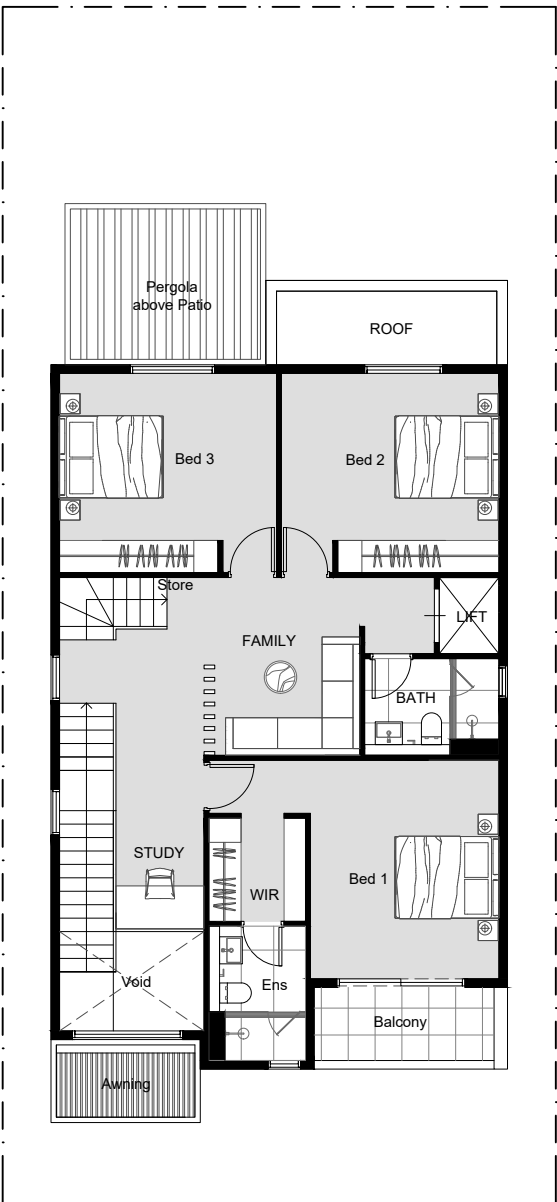 Pergola
above Patio
ROOF
Bed 3
Bed 2
Store
LIFT
FAMILY
BATH
STUDY
Bed 1
WIR
Void
Ens
Balcony
Awning